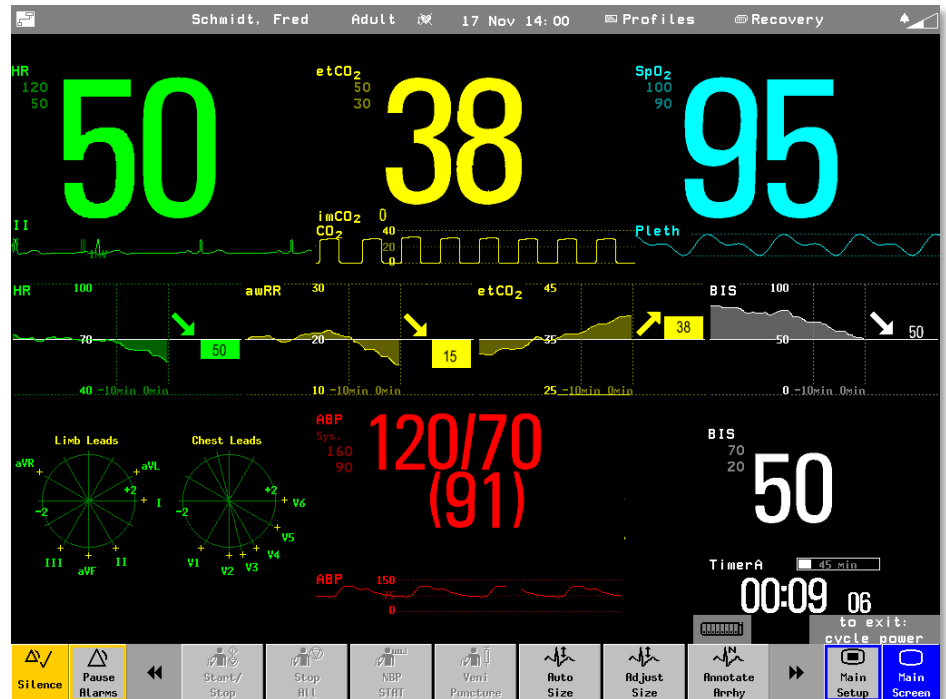 Schmidt, Fred Adult 17 Nov 14:00 Profiles Recovery
HR
120
50
50
etCO2
50
30
38
SpO2
100
90
95
II
1mV
imCO2 0
CO2
40
20
0
Pleth
HR 100
70
40 -10min 0min
50
awRR 30
20
10 -10min 0min
15
etCO2 45
35
25 -10min 0min
38
BIS 100
50
0 -10min 0min
50
Limb Leads
aVR
aVL
+2
I
-2
III
aVF
II
Chest Leads
+2
V6
-2
V5
V4
V1
V2
V3
ABP
Sys.
160
90
120/70
(91)
ABP 150
75
0
BIS
70
20
50
TimerA 45 min
00:09 06
to exit:
cycle power
Silence
Pause
Alarms
Start/
Stop
Stop
All
NBP
STAT
Veni
Puncture
Auto
Size
Adjust
Size
Annotate
Arrhy
Main
Setup
Main
Screen